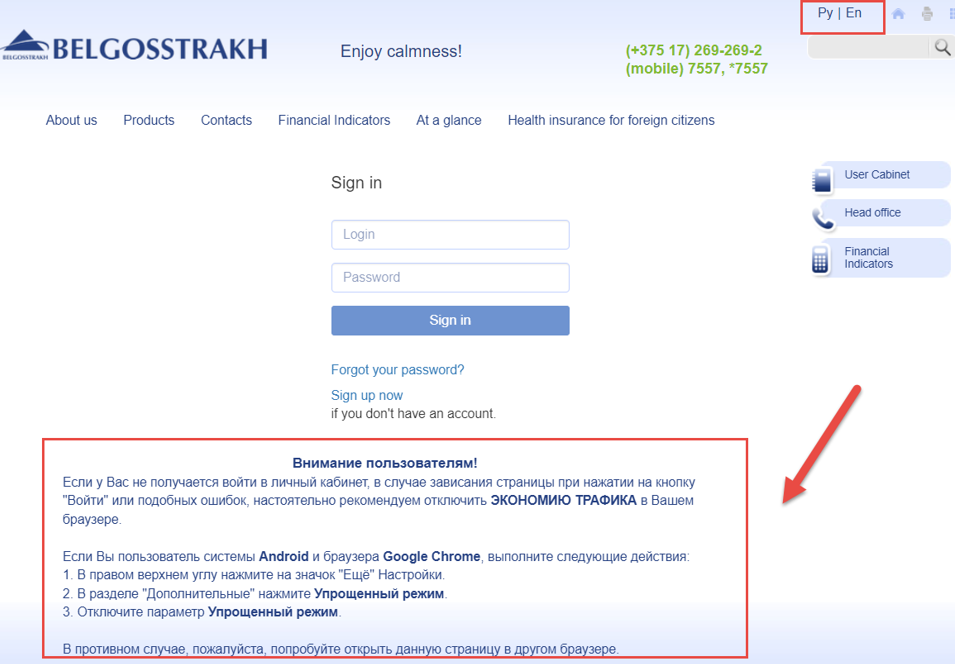 Ру | En
BELGOSSTRAKH
BELGOSSTRAKH
Enjoy calmness!
(+375 17) 269-269-2
(mobile) 7557, *7557
About us
Products
Contacts
Financial Indicators
At a glance
Health insurance for foreign citizens
Sign in
Login
Password
Sign in
Forgot your password?
Sign up now
if you don't have an account.
User Cabinet
Head office
Financial
Indicators
Внимание пользователям!
Если у Вас не получается войти в личный кабинет, в случае зависания страницы при нажатии на кнопку
"Войти" или подобных ошибок, настоятельно рекомендуем отключить ЭКОНОМИЮ ТРАФИКА в Вашем
браузере.
Если Вы пользователь системы Android и браузера Google Chrome, выполните следующие действия:
1. В правом верхнем углу нажмите на значок "Ещё" Настройки.
2. В разделе "Дополнительные" нажмите Упрощенный режим.
3. Отключите параметр Упрощенный режим.
В противном случае, пожалуйста, попробуйте открыть данную страницу в другом браузере.